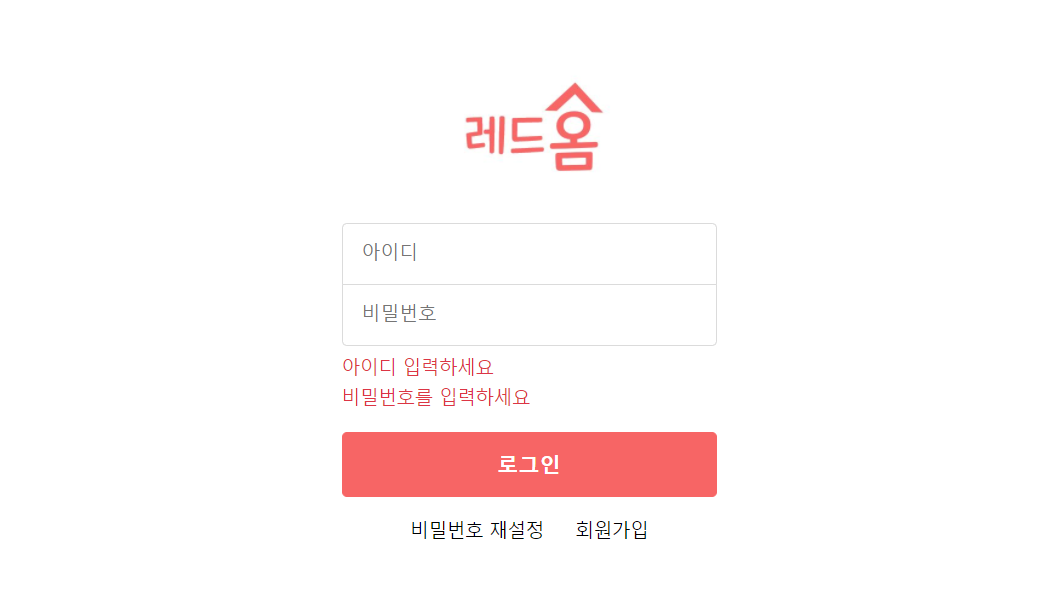 레드홈
아이디
비밀번호
아이디 입력하세요
비밀번호를 입력하세요
로그인
비밀번호 재설정 회원가입